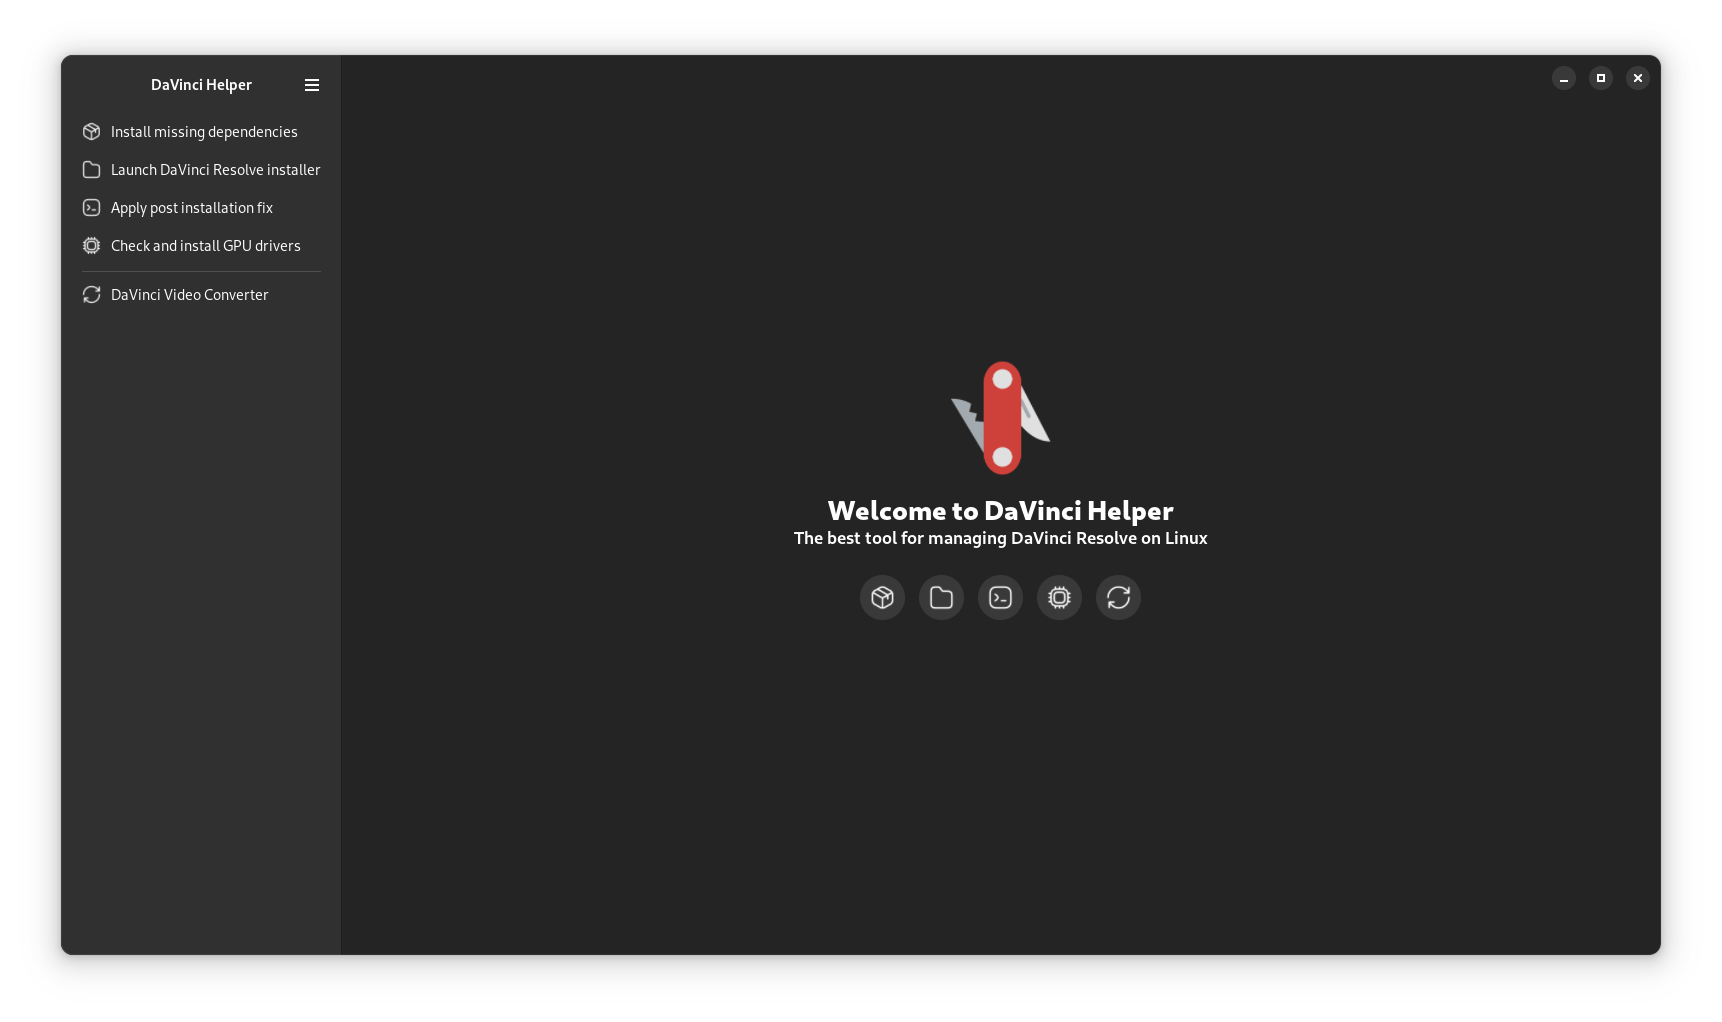 DaVinci Helper
Install missing dependencies
Launch DaVinci Resolve installer
Apply post installation fix
Check and install GPU drivers
DaVinci Video Converter
Welcome to DaVinci Helper
The best tool for managing DaVinci Resolve on Linux